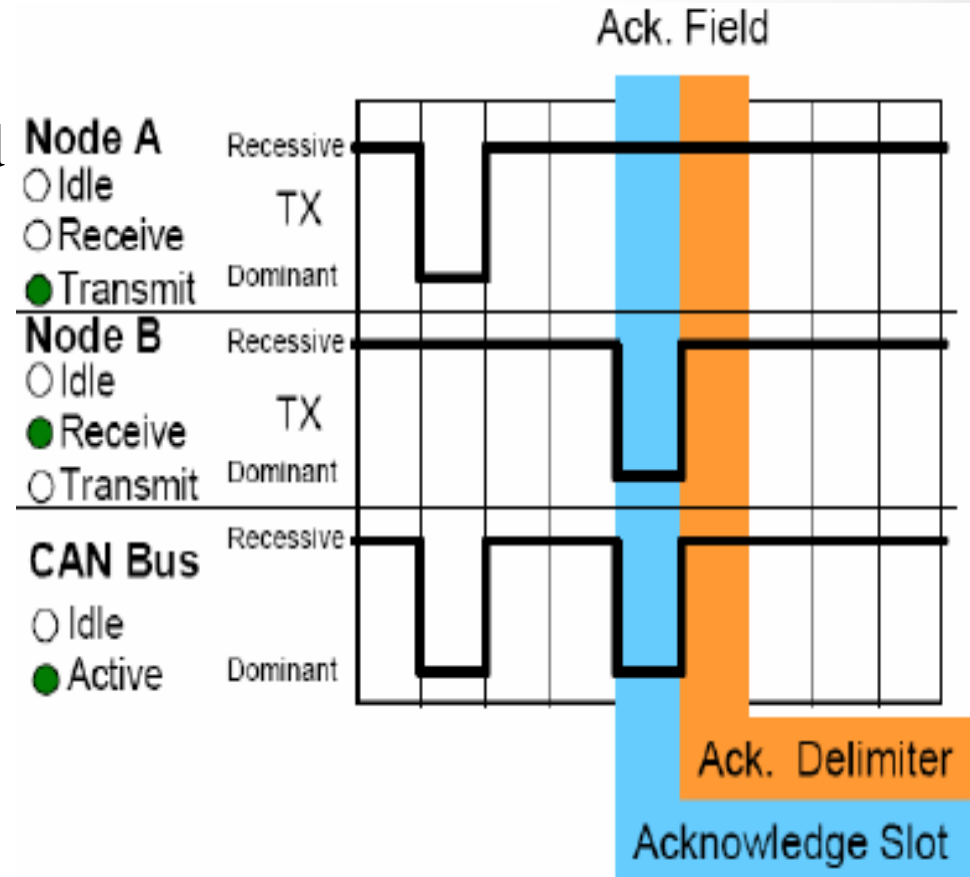 Ack. Field
Node A
Idle
Receive
Transmit
Recessive
TX
Dominant
Node B
Idle
Receive
Transmit
Recessive
TX
Dominant
CAN Bus
Idle
Active
Recessive
Dominant
Ack. Delimiter
Acknowledge Slot